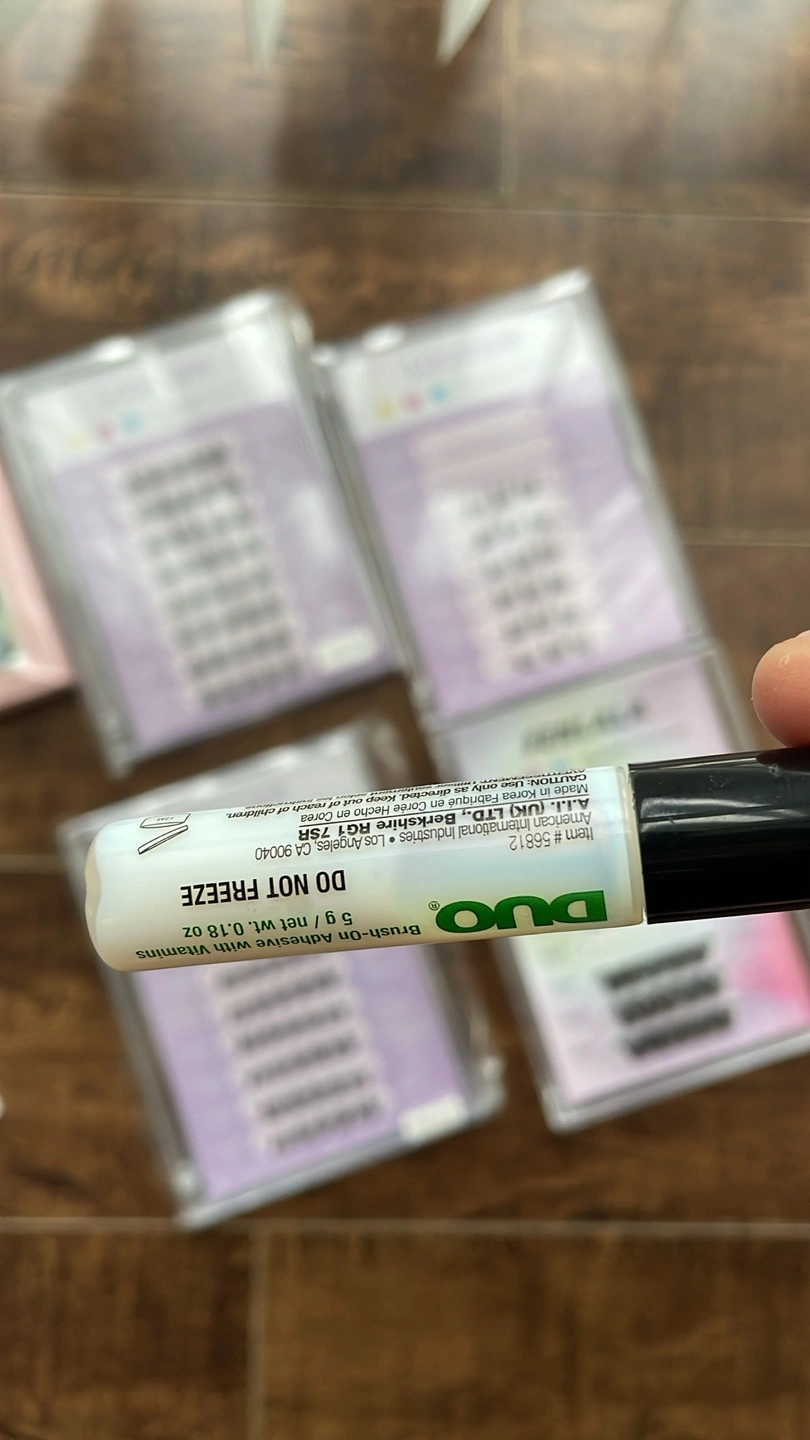 DUO®
Brush-On Adhesive with Vitamins
5 g / net wt. 0.18 oz
DO NOT FREEZE
Item # 56812
American International Industries • Los Angeles, CA 90040
A.I.I. (UK) LTD., Berkshire RG1 7SR
Made in Korea Fabriqué en Corée Hecho en Corea
CAUTION: Use only as directed. Keep out of reach of children.